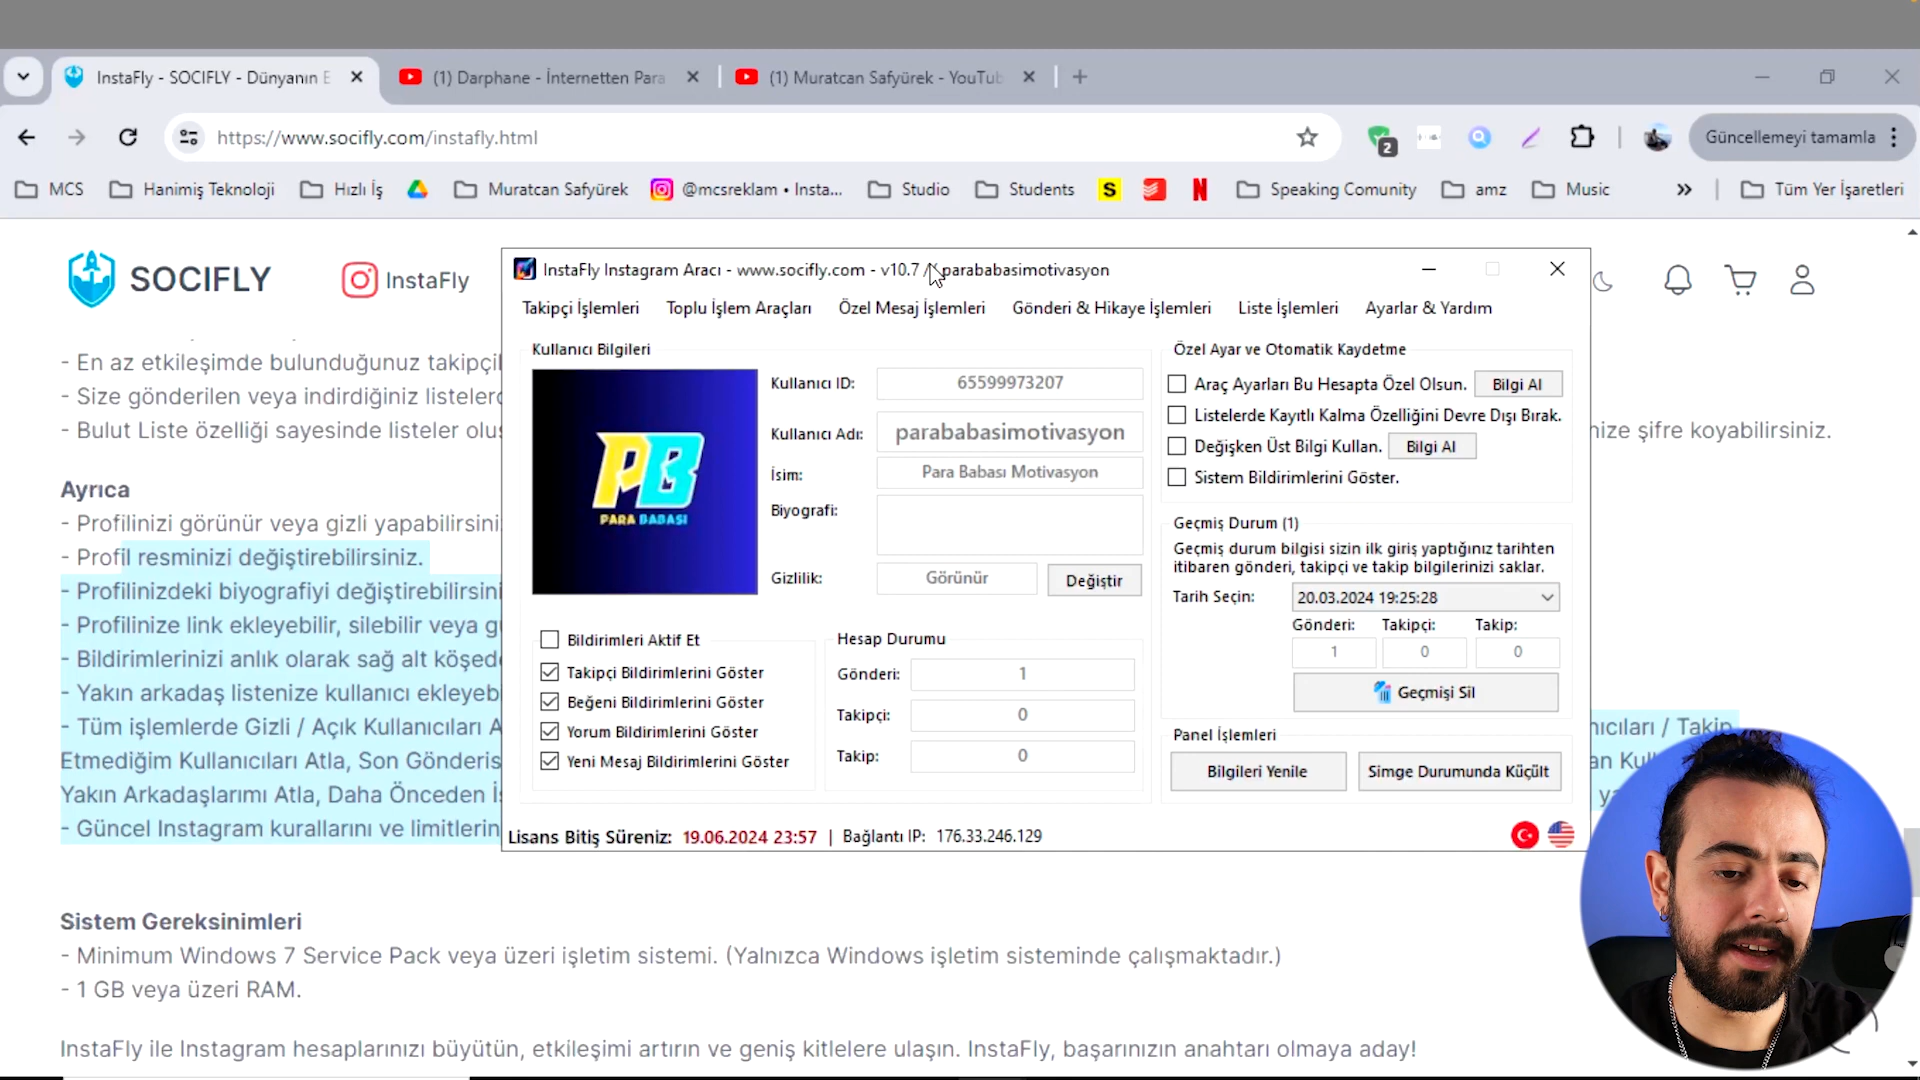 InstaFly - SOCIFLY - Dünyanın E
(1) Darphane - İnternetten Para
(1) Muratcan Safyürek - YouTub
https://www.socifly.com/instafly.html
2
Güncellemeyi tamamla
MCS
Hanimiş Teknoloji
Hızlı İş
Muratcan Safyürek
@mcsreklam • Insta...
Studio
Students
S
N
Speaking Comunity
amz
Music
Tüm Yer İşaretleri
SOCIFLY
InstaFly
- En az etkileşimde bulunduğunuz takipçil
- Size gönderilen veya indirdiğiniz listelerd
- Bulut Liste özelliği sayesinde listeler oluş
nize şifre koyabilirsiniz.
Ayrıca
- Profilinizi görünür veya gizli yapabilirsini
- Profil resminizi değiştirebilirsiniz.
- Profilinizdeki biyografiyi değiştirebilirsini
- Profilinize link ekleyebilir, silebilir veya gü
- Bildirimlerinizi anlık olarak sağ alt köşede
- Yakın arkadaş listenize kullanıcı ekleyeb
- Tüm işlemlerde Gizli / Açık Kullanıcıları A
nıcıları / Takip
Etmediğim Kullanıcıları Atla, Son Gönderis
Yakın Arkadaşlarımı Atla, Daha Önceden İş
- Güncel Instagram kurallarını ve limitlerin
InstaFly Instagram Aracı - www.socifly.com - v10.7 / parababasimotivasyon
Takipçi İşlemleri
Toplu İşlem Araçları
Özel Mesaj İşlemleri
Gönderi & Hikaye İşlemleri
Liste İşlemleri
Ayarlar & Yardım
Kullanıcı Bilgileri
PB
PARA BABASI
Kullanıcı ID:
65599973207
Kullanıcı Adı:
parababasimotivasyon
İsim:
Para Babası Motivasyon
Biyografi:
Gizlilik:
Görünür
Değiştir
Bildirimleri Aktif Et
Takipçi Bildirimlerini Göster
Beğeni Bildirimlerini Göster
Yorum Bildirimlerini Göster
Yeni Mesaj Bildirimlerini Göster
Hesap Durumu
Gönderi:
1
Takipçi:
0
Takip:
0
Özel Ayar ve Otomatik Kaydetme
Araç Ayarları Bu Hesapta Özel Olsun.
Bilgi Al
Listelerde Kayıtlı Kalma Özelliğini Devre Dışı Bırak.
Değişken Üst Bilgi Kullan.
Bilgi Al
Sistem Bildirimlerini Göster.
Geçmiş Durum (1)
Geçmiş durum bilgisi sizin ilk giriş yaptığınız tarihten
itibaren gönderi, takipçi ve takip bilgilerinizi saklar.
Tarih Seçin:
20.03.2024 19:25:28
Gönderi:
Takipçi:
Takip:
1
0
0
Geçmişi Sil
Panel İşlemleri
Bilgileri Yenile
Simge Durumunda Küçült
Lisans Bitiş Süreniz: 19.06.2024 23:57 | Bağlantı IP: 176.33.246.129
Sistem Gereksinimleri
- Minimum Windows 7 Service Pack veya üzeri işletim sistemi. (Yalnızca Windows işletim sisteminde çalışmaktadır.)
- 1 GB veya üzeri RAM.
InstaFly ile Instagram hesaplarınızı büyütün, etkileşimi artırın ve geniş kitlelere ulaşın. InstaFly, başarınızın anahtarı olmaya aday!